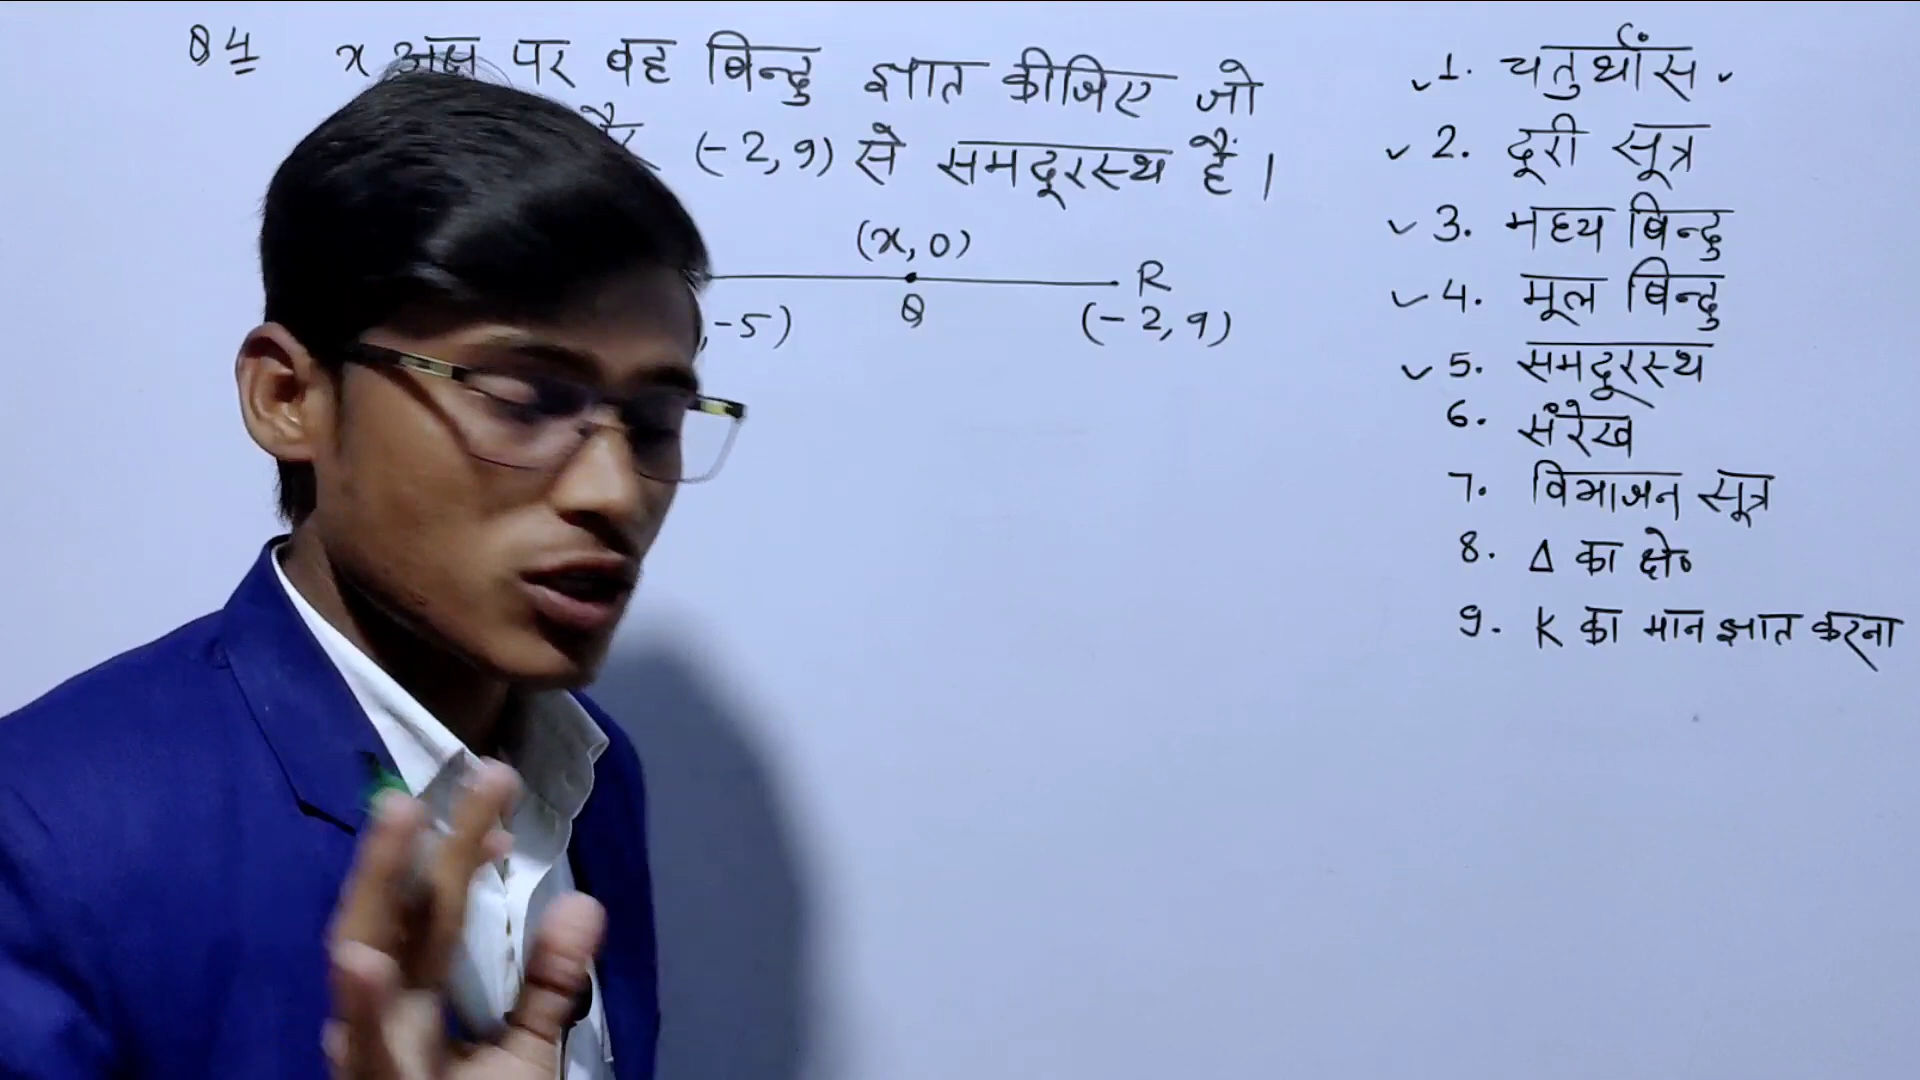 Q 4 x अक्ष पर वह बिन्दु ज्ञात कीजिए जो
(-2,9) से समदूरस्थ हैं।
(x, 0)
R
, -5)
Q
(-2, 9)
1. चतुर्थांस
2. दूरी सूत्र
3. मध्य बिन्दु
4. मूल बिन्दु
5. समदूरस्थ
6. संरेख
7. विभाजन सूत्र
8. Δ का क्षे०
9. K का मान ज्ञात करना